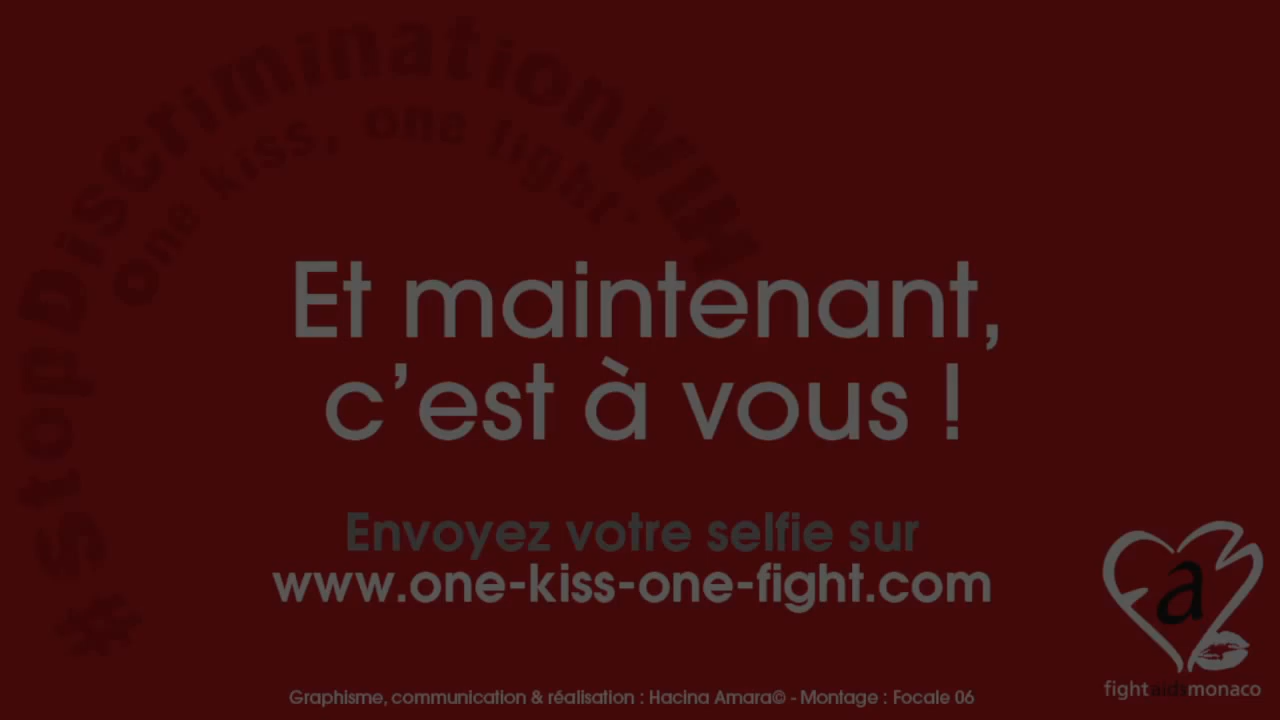 #StopDiscriminationVIH
one kiss, one fight
Et maintenant,
c’est à vous !
Envoyez votre selfie sur
www.one-kiss-one-fight.com
a
fightaidsmonaco
Graphisme, communication & réalisation : Hacina Amara© - Montage : Focale 06